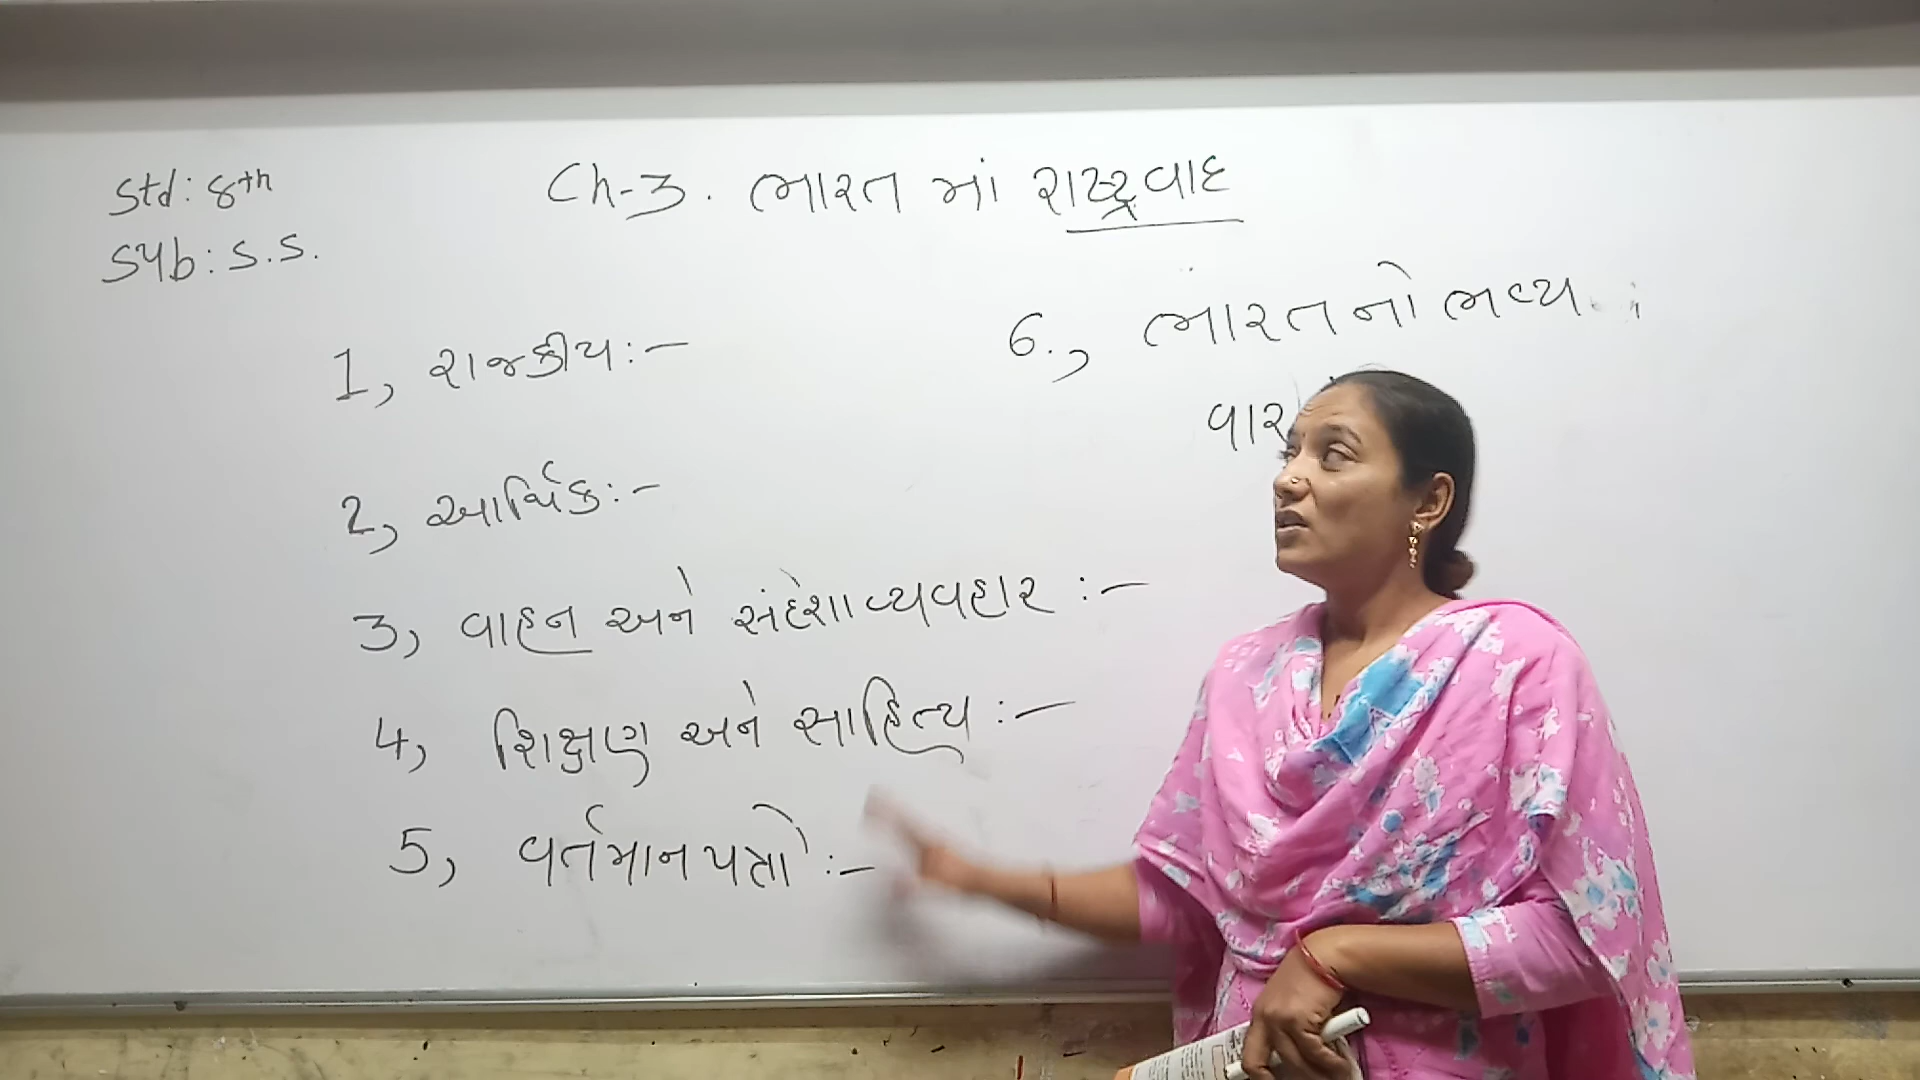 Std: 8th
Sub: S.S.
Ch-3. ભારત માં રાષ્ટ્રવાદ
1, રાજકીય:-
2, આર્થિક:-
3, વાહન અને સંદેશાવ્યવહાર :-
4, શિક્ષણ અને સાહિત્ય :-
5, વર્તમાનપત્રો :-
6., ભારતનો ભવ્ય